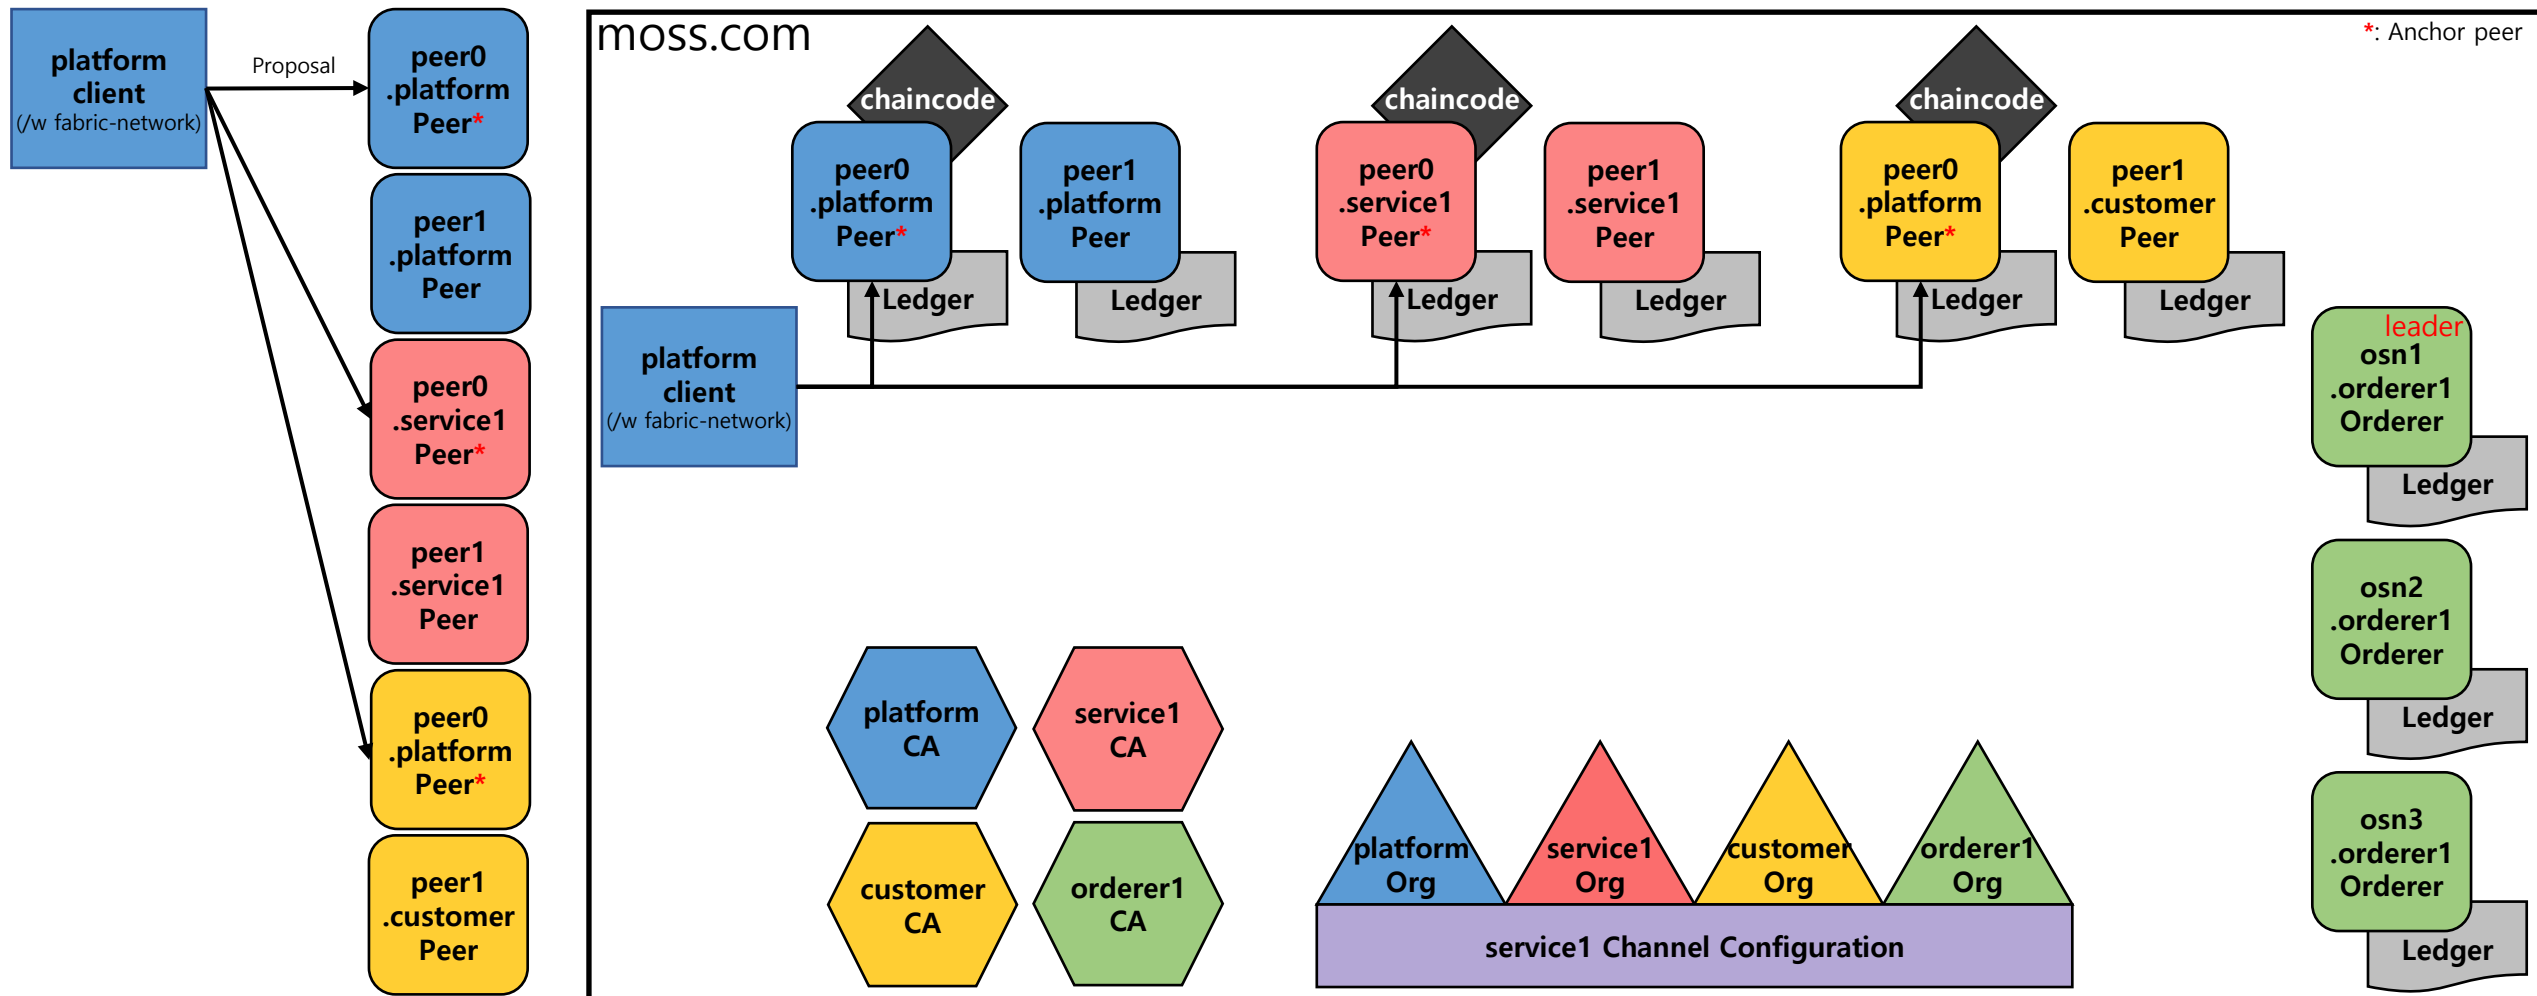 platform
client
(/w fabric-network)
Proposal
peer0
.platform
Peer*
peer1
.platform
Peer
peer0
.service1
Peer*
peer1
.service1
Peer
peer0
.platform
Peer*
peer1
.customer
Peer
moss.com
*: Anchor peer
chaincode
peer0
.platform
Peer*
Ledger
peer1
.platform
Peer
Ledger
chaincode
peer0
.service1
Peer*
Ledger
peer1
.service1
Peer
Ledger
chaincode
peer0
.platform
Peer*
Ledger
peer1
.customer
Peer
Ledger
platform
client
(/w fabric-network)
leader
osn1
.orderer1
Orderer
Ledger
osn2
.orderer1
Orderer
Ledger
osn3
.orderer1
Orderer
Ledger
platform
CA
service1
CA
customer
CA
orderer1
CA
platform
Org
service1
Org
customer
Org
orderer1
Org
service1 Channel Configuration